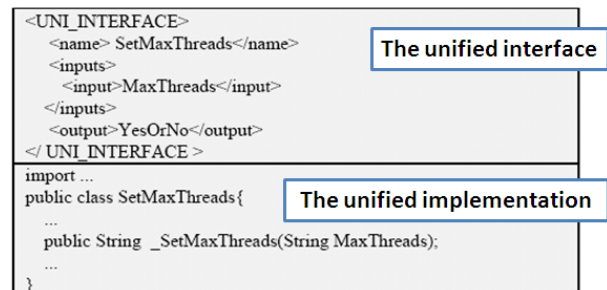 <UNI_INTERFACE>
<name> SetMaxThreads</name>
The unified interface
<inputs>
<input>MaxThreads</input>
</inputs>
<output>YesOrNo</output>
</ UNI_INTERFACE >
import ...
public class SetMaxThreads{
The unified implementation
...
public String _SetMaxThreads(String MaxThreads);
...
}